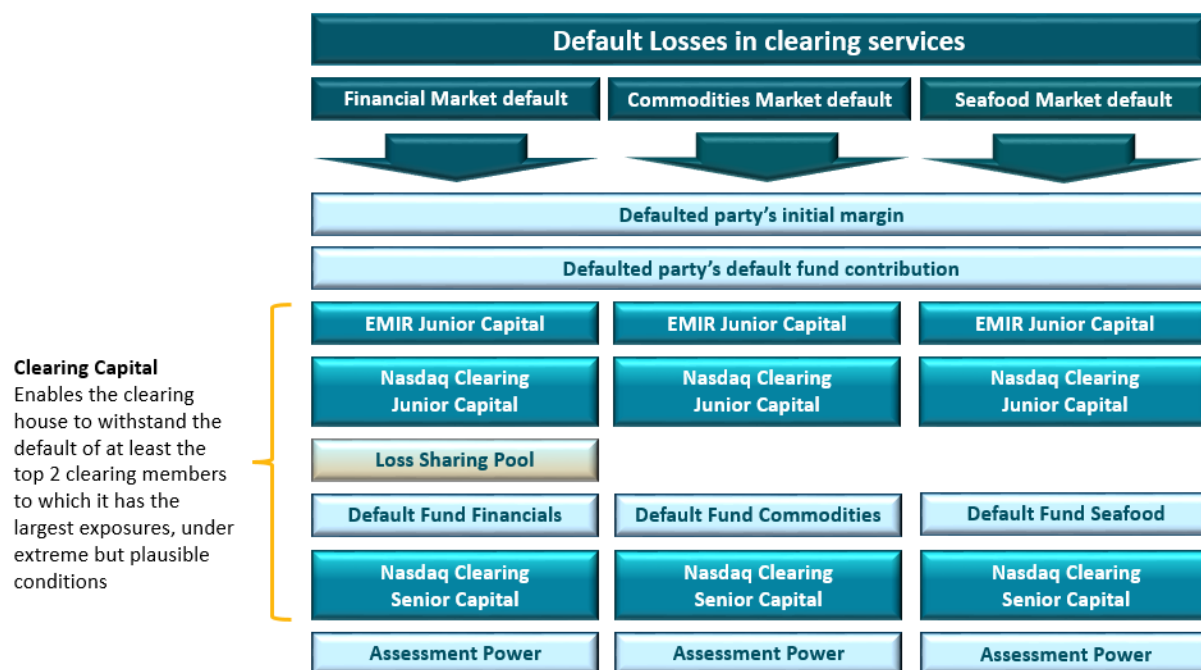 Default Losses in clearing services
Financial Market default
Commodities Market default
Seafood Market default
Defaulted party's initial margin
Defaulted party's default fund contribution
EMIR Junior Capital
EMIR Junior Capital
EMIR Junior Capital
Clearing Capital
Enables the clearing
house to withstand the
default of at least the
top 2 clearing members
to which it has the
largest exposures, under
extreme but plausible
conditions
Nasdaq Clearing
Junior Capital
Nasdaq Clearing
Junior Capital
Nasdaq Clearing
Junior Capital
Loss Sharing Pool
Default Fund Financials
Default Fund Commodities
Default Fund Seafood
Nasdaq Clearing
Senior Capital
Nasdaq Clearing
Senior Capital
Nasdaq Clearing
Senior Capital
Assessment Power
Assessment Power
Assessment Power